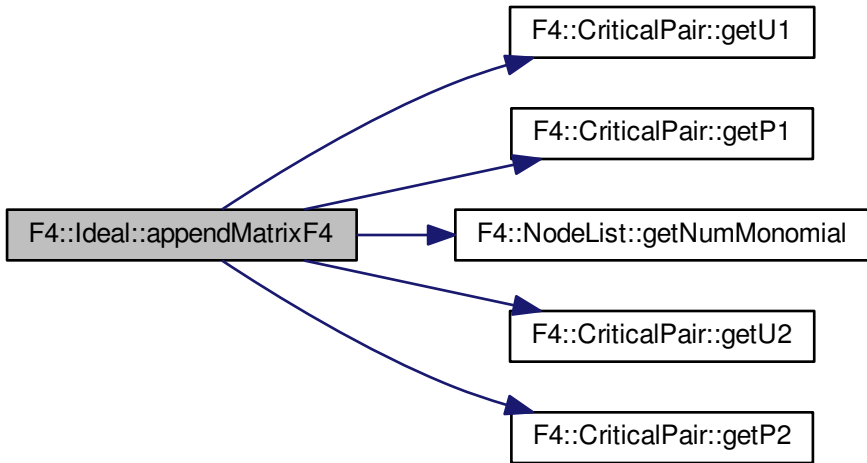 F4::CriticalPair::getU1
F4::CriticalPair::getP1
F4::Ideal::appendMatrixF4
F4::NodeList::getNumMonomial
F4::CriticalPair::getU2
F4::CriticalPair::getP2